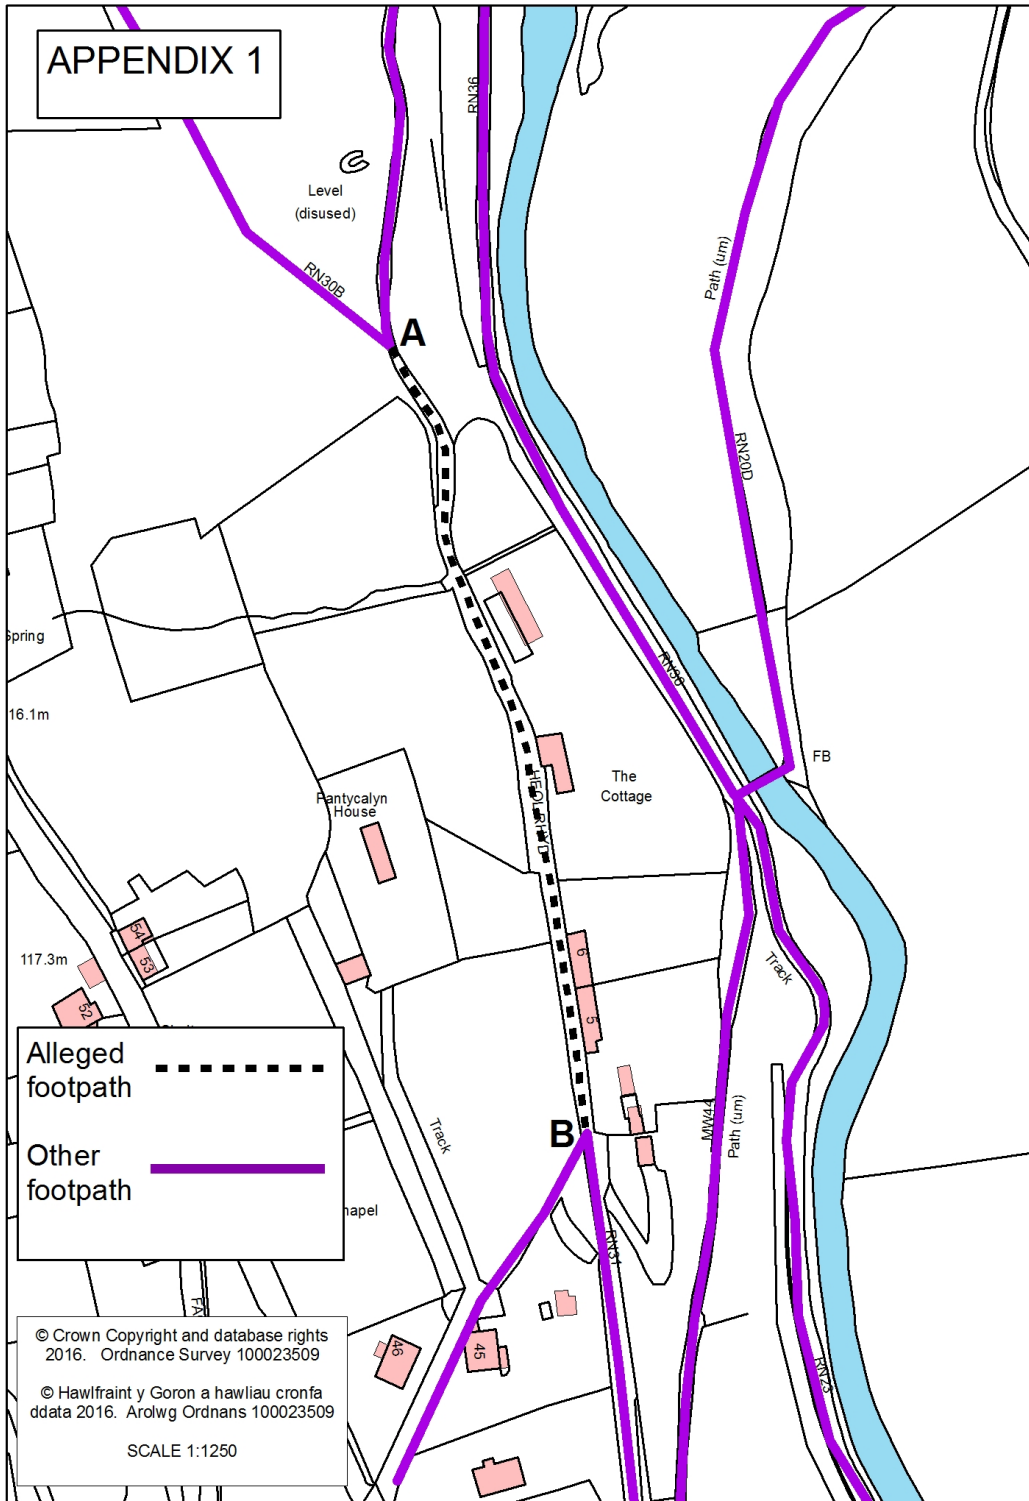 APPENDIX 1
RN36
Level
(disused)
RN30B
A
Path (um)
RN20D
Spring
RN36
16.1m
FB
The
Cottage
HEOL RHYD
Pantycalyn
House
54
53
117.3m
52
6
5
Track
Alleged
footpath
Other
footpath
B
MW44
Path (um)
Track
hapel
RN31
FA
46
45
RN23
© Crown Copyright and database rights
2016. Ordnance Survey 100023509
© Hawlfraint y Goron a hawliau cronfa
ddata 2016. Arolwg Ordnans 100023509
SCALE 1:1250